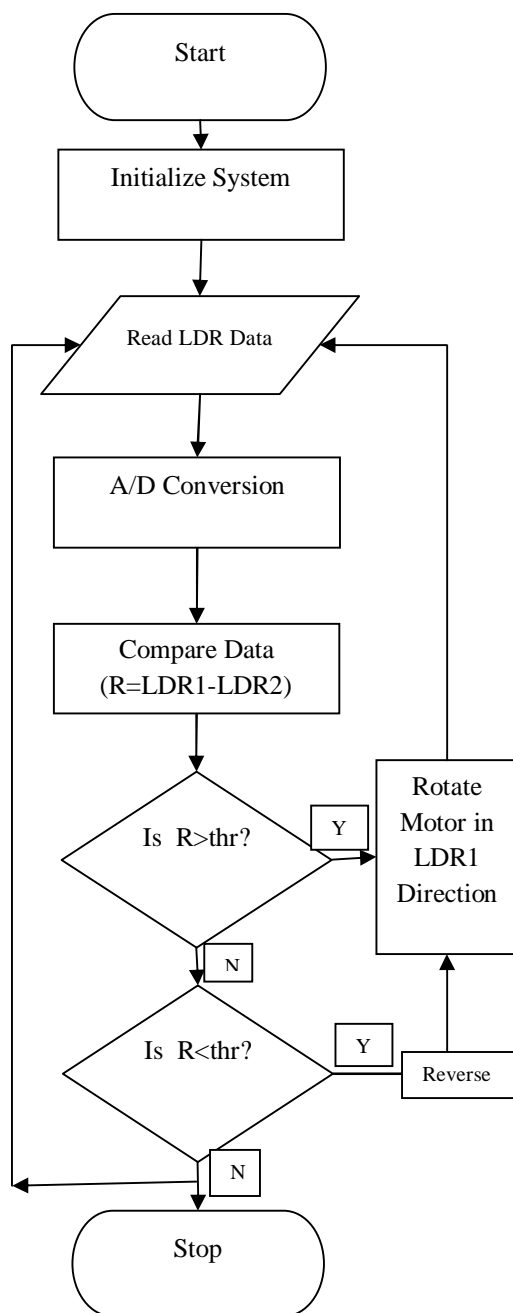 Start
Initialize System
Read LDR Data
A/D Conversion
Compare Data
(R=LDR1-LDR2)
Is R>thr?
Y
Rotate
Motor in
LDR1
Direction
N
Is R<thr?
Y
Reverse
N
Stop